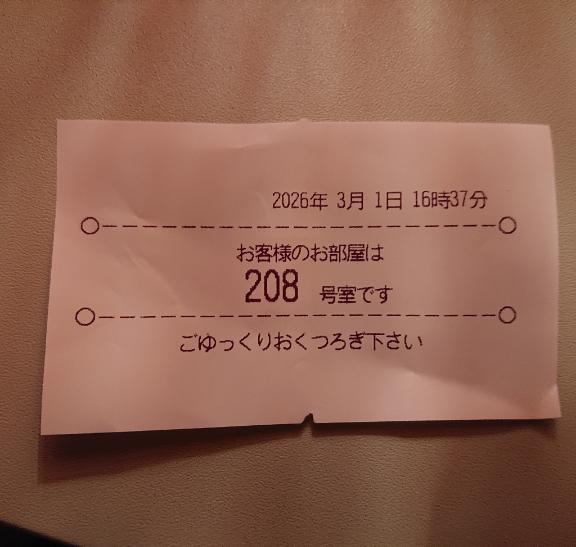 2026年 3月 1日 16時37分
お客様のお部屋は
208 号室です
ごゆっくりおくつろぎ下さい